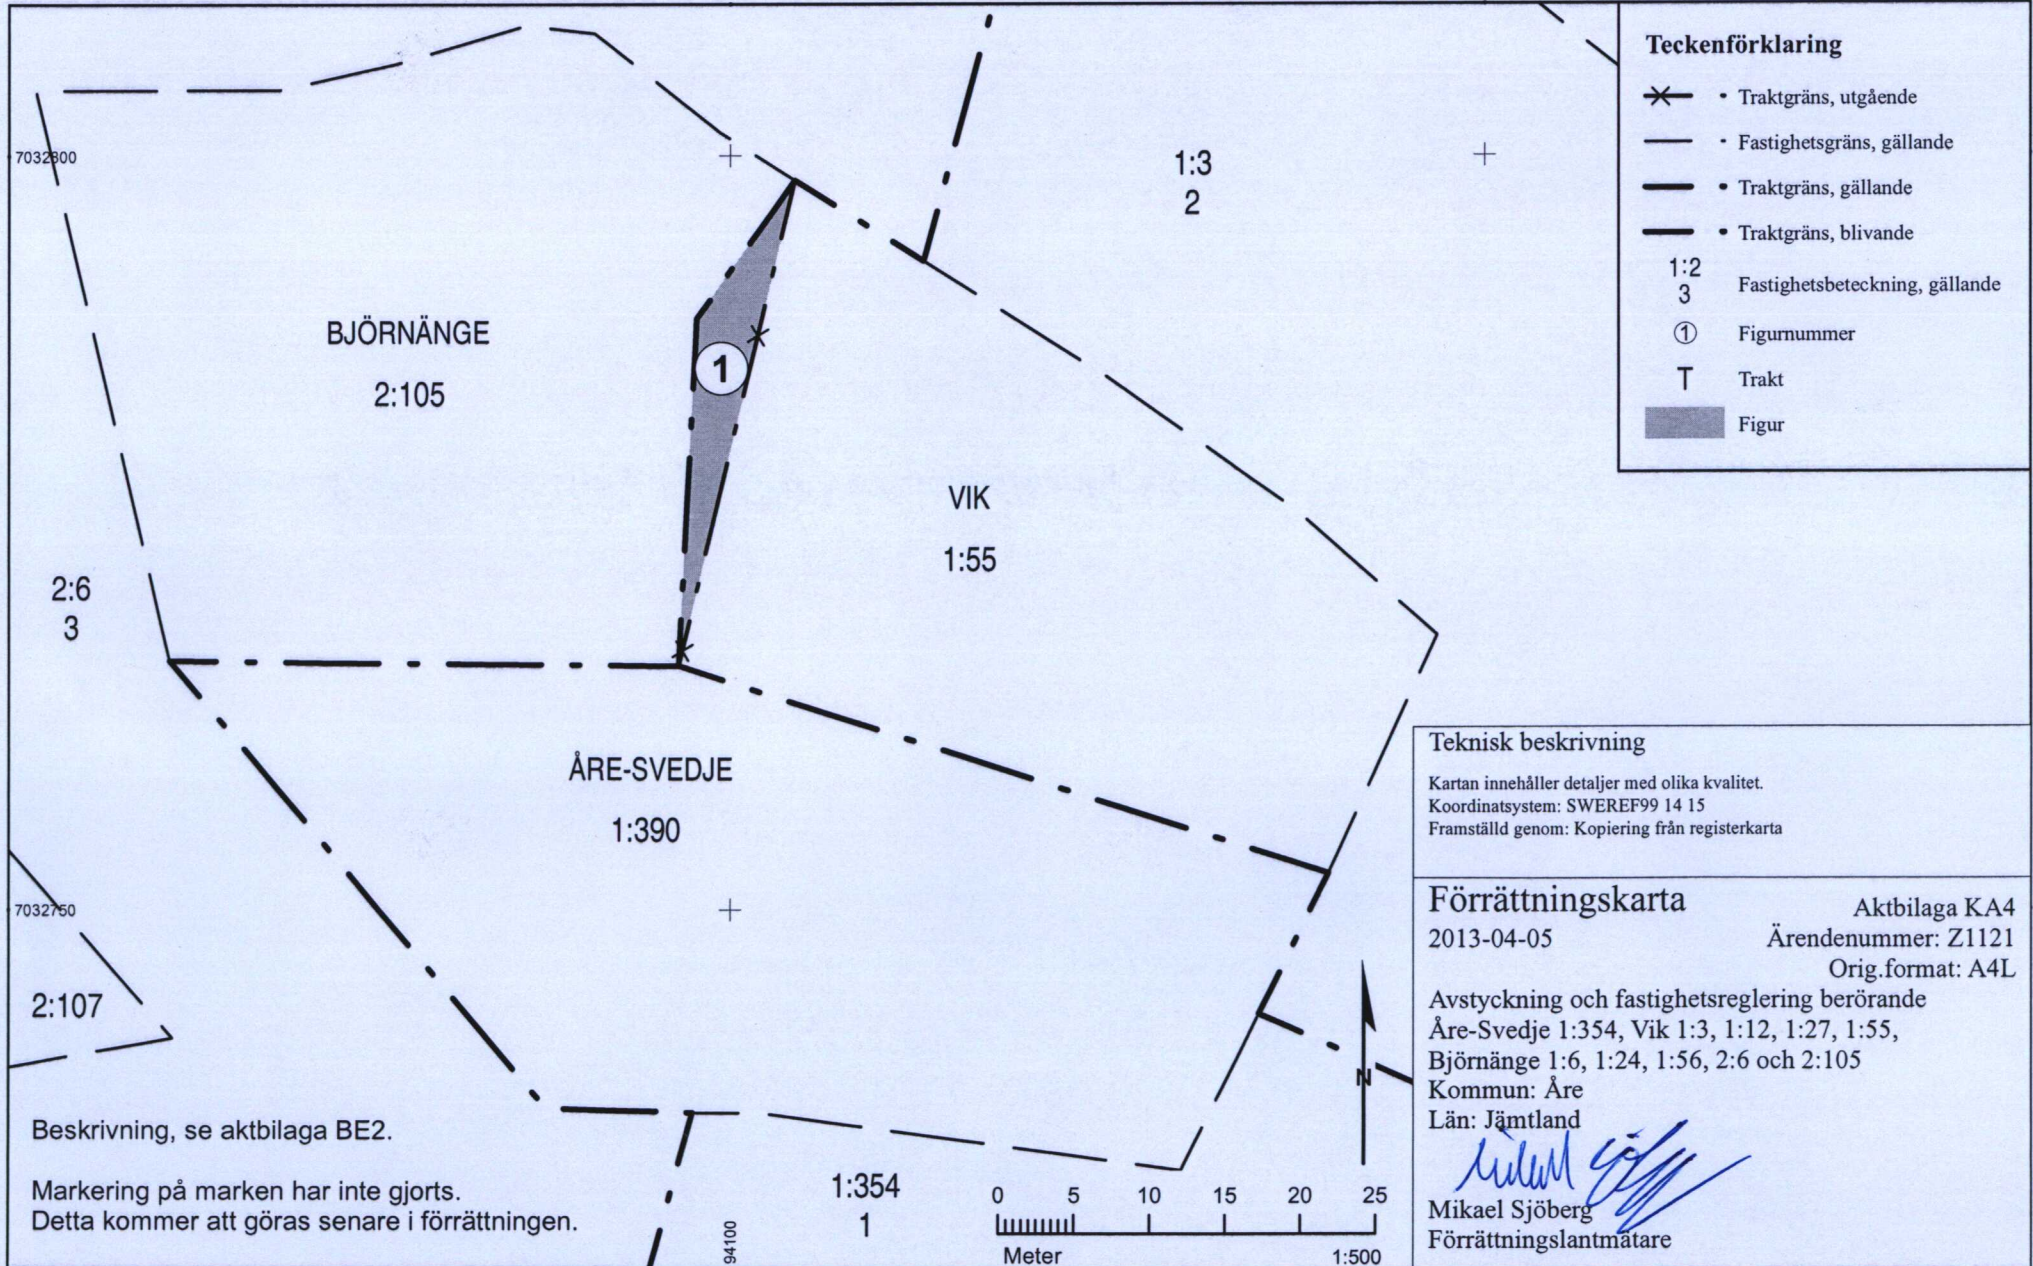 7032800
7032750
94100
BJÖRNÄNGE
2:105
1
1:3
2
VIK
1:55
2:6
3
ÅRE-SVEDJE
1:390
2:107
1:354
1
Beskrivning, se aktbilaga BE2.
Markering på marken har inte gjorts.
Detta kommer att göras senare i förrättningen.
0 5 10 15 20 25
Meter 1:500
N
Teckenförklaring
Traktgräns, utgående
Fastighetsgräns, gällande
Traktgräns, gällande
Traktgräns, blivande
1:2
3
Fastighetsbeteckning, gällande
1 Figurnummer
T Trakt
Figur
Teknisk beskrivning
Kartan innehåller detaljer med olika kvalitet.
Koordinatsystem: SWEREF99 14 15
Framställd genom: Kopiering från registerkarta
Förrättningskarta
2013-04-05
Aktbilaga KA4
Ärendenummer: Z1121
Orig.format: A4L
Avstyckning och fastighetsreglering berörande
Åre-Svedje 1:354, Vik 1:3, 1:12, 1:27, 1:55,
Björnänge 1:6, 1:24, 1:56, 2:6 och 2:105
Kommun: Åre
Län: Jämtland
Mikael Sjöberg
Förrättningslantmätare